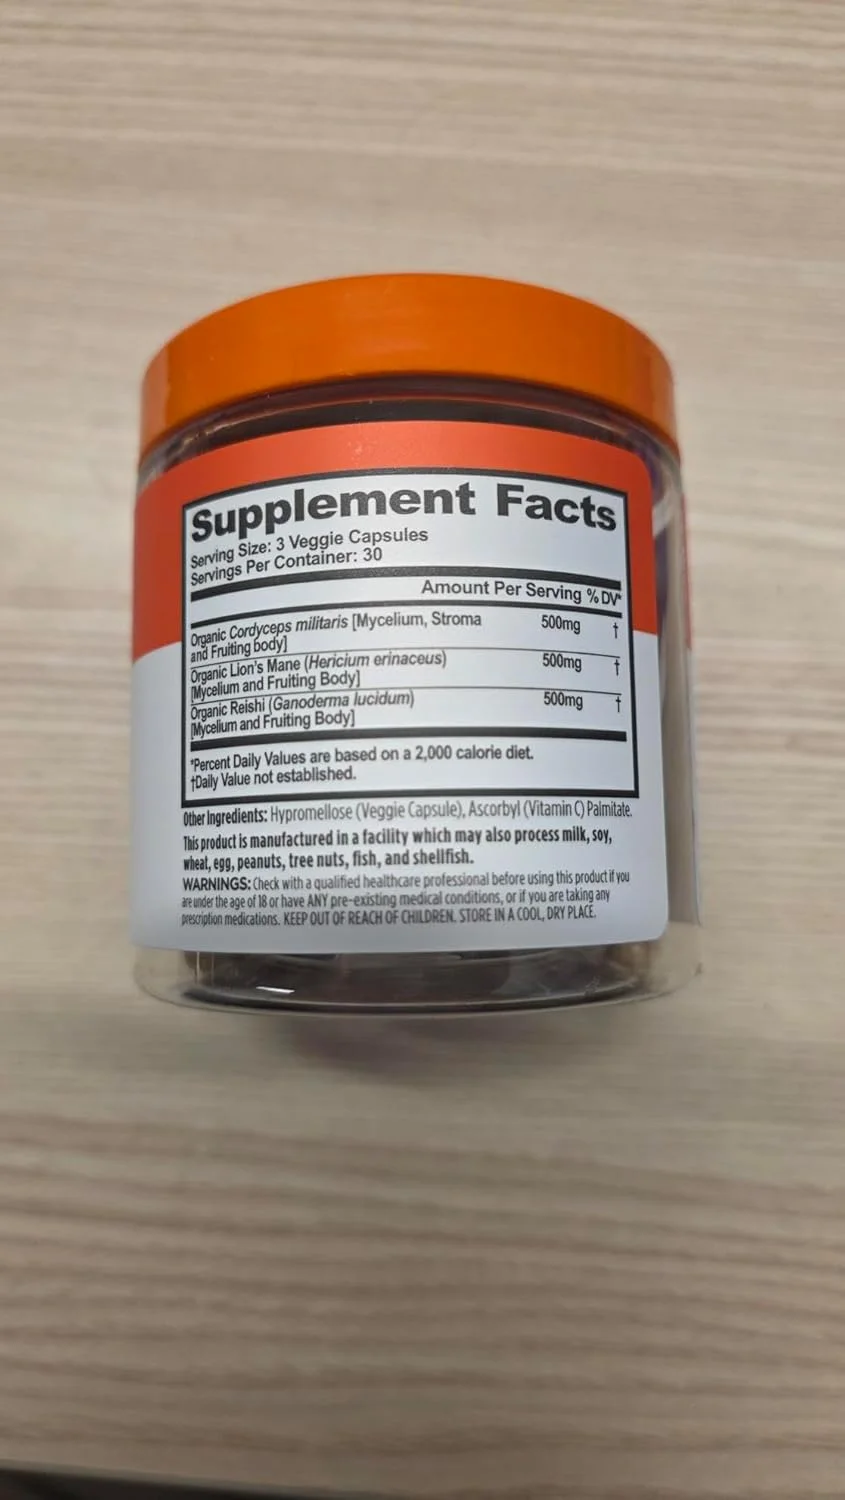 Supplement Facts
Serving Size: 3 Veggie Capsules
Servings Per Container: 30
Amount Per Serving %DV*
Organic Cordyceps militaris [Mycelium, Stroma 500mg †
and Fruiting body]
Organic Lion's Mane (Hericium erinaceus) 500mg †
[Mycelium and Fruiting Body]
Organic Reishi (Ganoderma lucidum) 500mg †
[Mycelium and Fruiting Body]
*Percent Daily Values are based on a 2,000 calorie diet.
†Daily Value not established.
Other Ingredients: Hypromellose (Veggie Capsule), Ascorbyl (Vitamin C) Palmitate.
This product is manufactured in a facility which may also process milk, soy,
wheat, egg, peanuts, tree nuts, fish, and shellfish.
WARNINGS: Check with a qualified healthcare professional before using this product if you
are under the age of 18 or have ANY pre-existing medical conditions, or if you are taking any
prescription medications. KEEP OUT OF REACH OF CHILDREN. STORE IN A COOL, DRY PLACE.